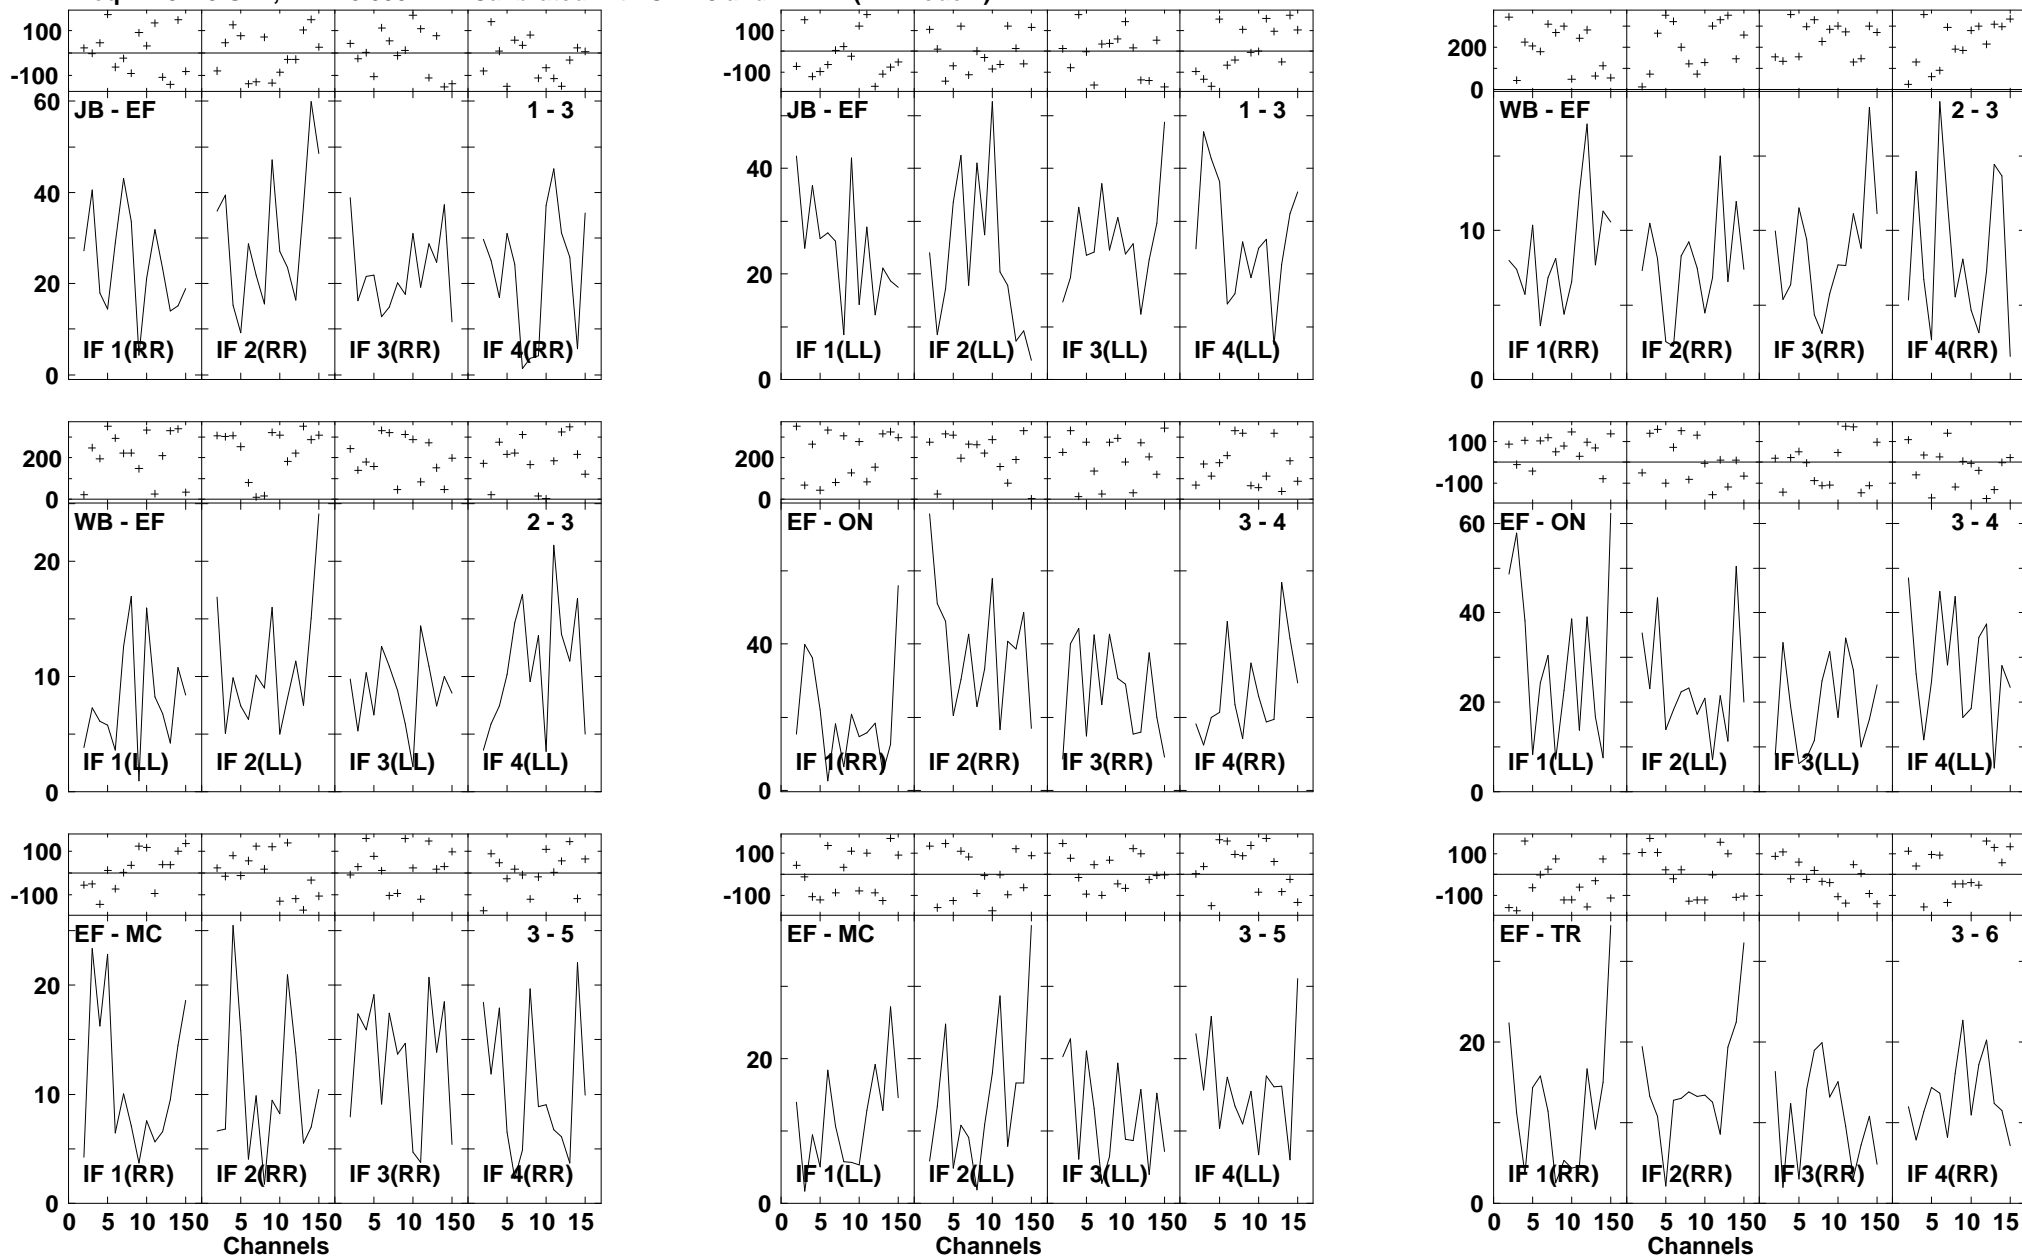 100
-100
JB - EF 1 - 3
60
40
20
0
IF 1(RR) IF 2(RR) IF 3(RR) IF 4(RR)
100
-100
JB - EF 1 - 3
40
20
0
IF 1(LL) IF 2(LL) IF 3(LL) IF 4(LL)
200
0
WB - EF 2 - 3
10
0
IF 1(RR) IF 2(RR) IF 3(RR) IF 4(RR)
200
0
WB - EF 2 - 3
20
10
0
IF 1(LL) IF 2(LL) IF 3(LL) IF 4(LL)
200
0
EF - ON 3 - 4
40
0
IF 1(RR) IF 2(RR) IF 3(RR) IF 4(RR)
100
-100
EF - ON 3 - 4
60
40
20
0
IF 1(LL) IF 2(LL) IF 3(LL) IF 4(LL)
100
-100
EF - MC 3 - 5
20
10
0
IF 1(RR) IF 2(RR) IF 3(RR) IF 4(RR)
0 5 10 150 5 10 150 5 10 150 5 10 15
Channels
100
-100
EF - MC 3 - 5
20
0
IF 1(LL) IF 2(LL) IF 3(LL) IF 4(LL)
0 5 10 150 5 10 150 5 10 150 5 10 15
Channels
100
-100
EF - TR 3 - 6
20
0
IF 1(RR) IF 2(RR) IF 3(RR) IF 4(RR)
0 5 10 150 5 10 150 5 10 150 5 10 15
Channels